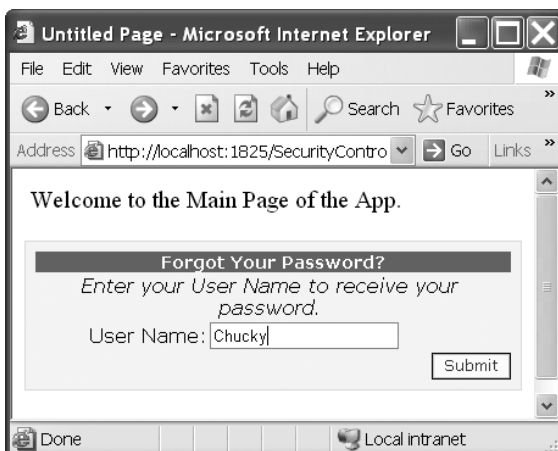 Untitled Page - Microsoft Internet Explorer
File Edit View Favorites Tools Help
Back Search Favorites »
Address http://localhost:1825/SecurityContro Go Links »
Welcome to the Main Page of the App.
Forgot Your Password?
Enter your User Name to receive your
password.
User Name: Chucky
Submit
Done Local intranet